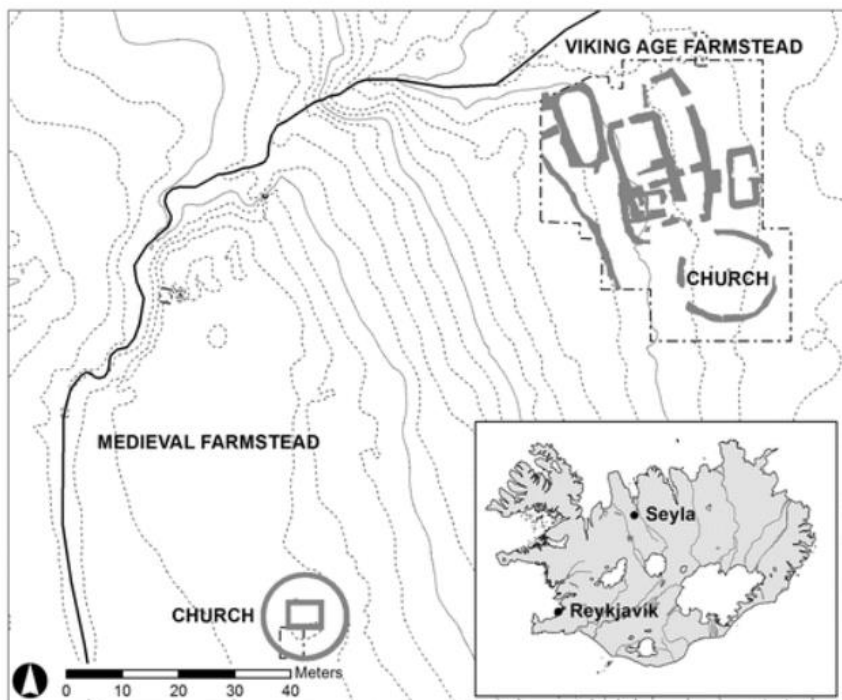 VIKING AGE FARMSTEAD
CHURCH
MEDIEVAL FARMSTEAD
Seyla
Reykjavik
CHURCH
Meters
0 10 20 30 40